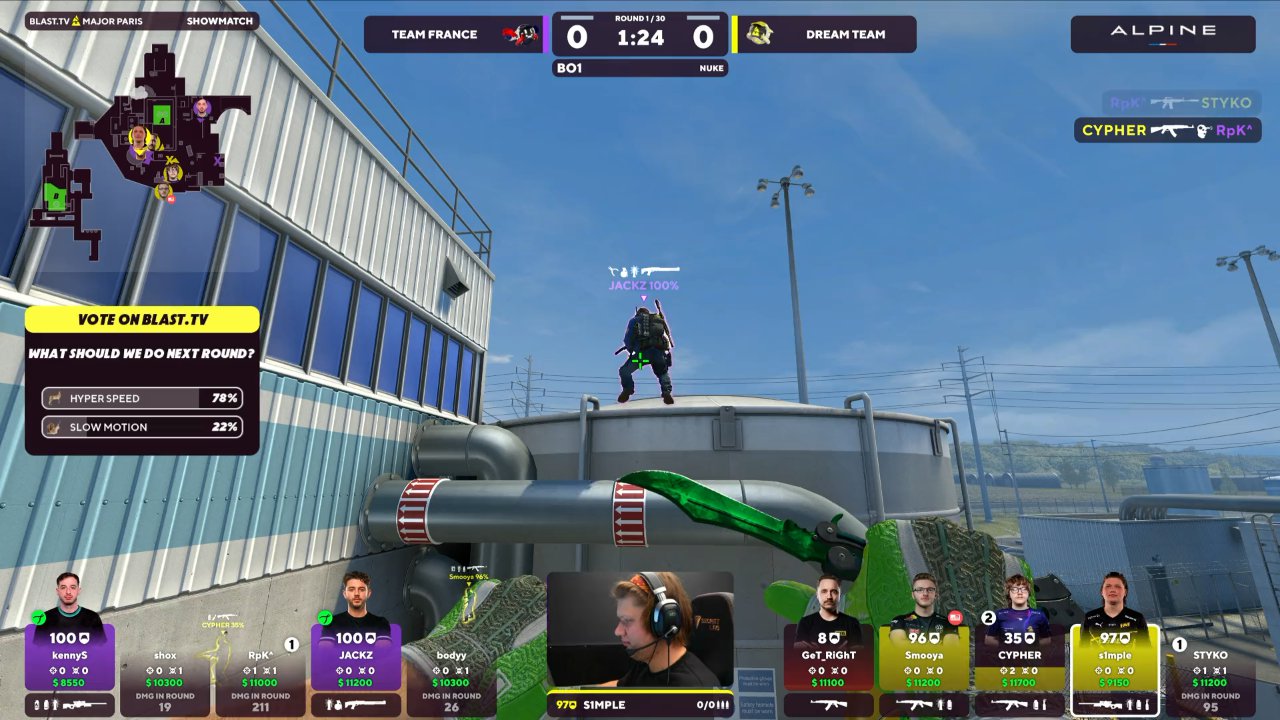 BLAST.TV MAJOR PARIS SHOWMATCH
TEAM FRANCE
0
ROUND 1 / 30
1:24
0
DREAM TEAM
BO1 NUKE
ALPINE
RpK^ STYKO
CYPHER RpK^
A
B
VOTE ON BLAST.TV
WHAT SHOULD WE DO NEXT ROUND?
HYPER SPEED 78%
SLOW MOTION 22%
JACKZ 100%
Smooya 96%
CYPHER 35%
100
kennyS
0 0
$ 8550
shox
0 1
$ 10300
DMG IN ROUND
19
1
RpK^
1 1
$ 11000
DMG IN ROUND
211
100
JACKZ
0 0
$ 11200
bodyy
0 1
$ 10300
DMG IN ROUND
26
SECRET LAB
97 S1MPLE 0/0
8
GeT_RiGhT
0 0
$ 11100
96
Smooya
0 0
$ 11200
2
35
CYPHER
2 0
$ 11700
97
s1mple
0 0
$ 9150
1
STYKO
1 1
$ 11200
DMG IN ROUND
95